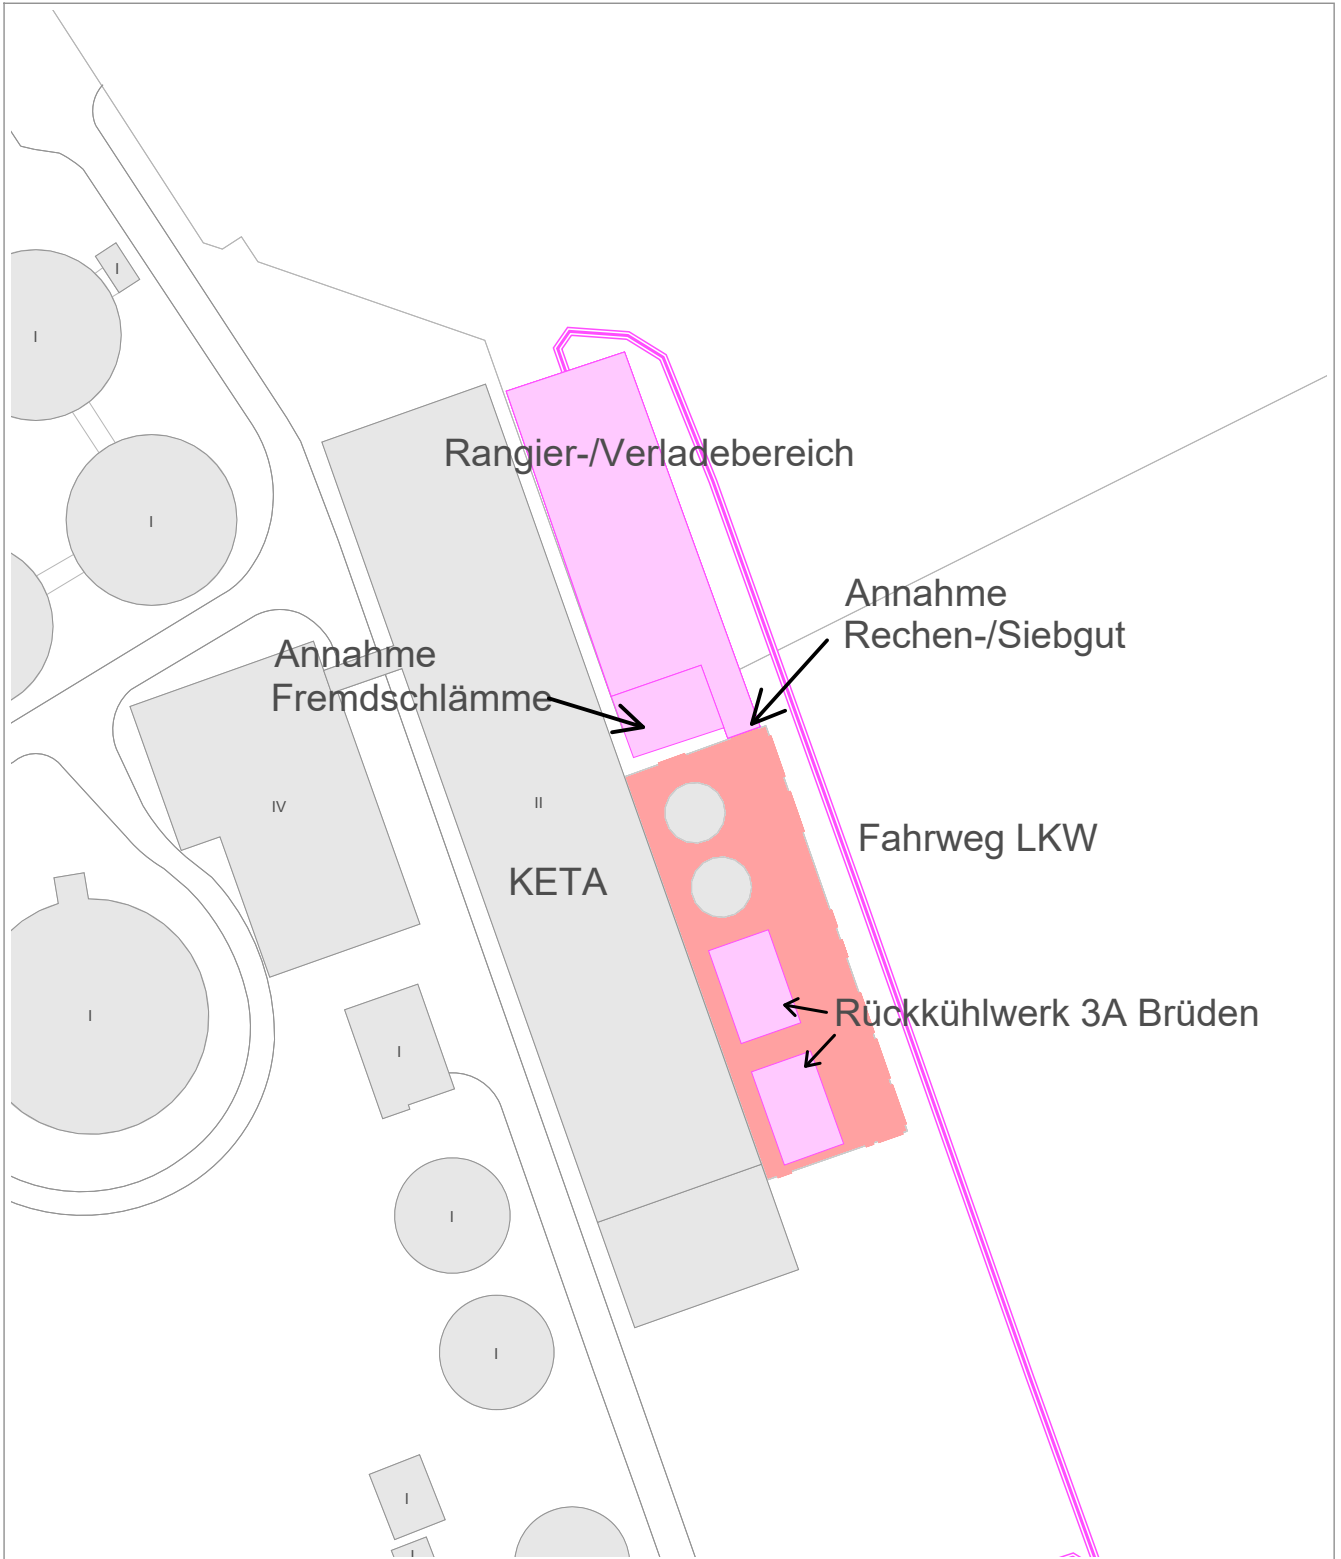 I
I
Rangier-/Verladebereich
I
Annahme
Rechen-/Siebgut
Annahme
Fremdschlämme
IV
II
Fahrweg LKW
KETA
Rückkühlwerk 3A Brüden
I
I
I
I
I
I